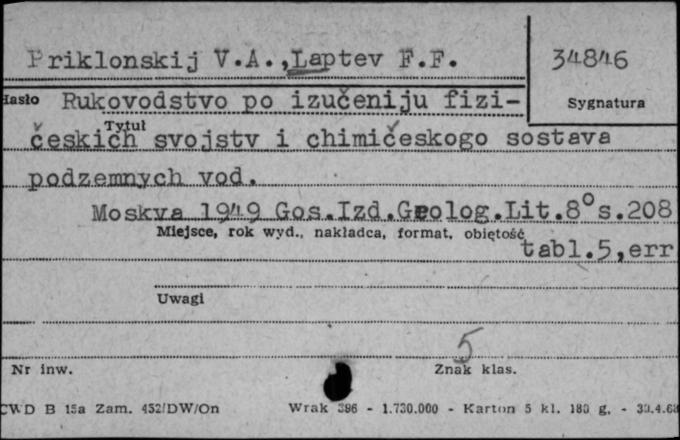 Priklonskij V.A., Laptev F.F.
34846
Hasło Rukovodstvo po izučeniju fizi-
Sygnatura
Tytuł
českich svojstv i chimičeskogo sostava
podzemnych vod.
Moskva 1949 Gos.Izd.Geolog.Lit.8° s.208
Miejsce, rok wyd., nakładca, format, objętość
tabl.5,err
Uwagi
5
Nr inw.
Znak klas.
CWD B 15a Zam. 452/DW/On Wrak 396 - 1.730.000 - Karton 5 kl. 180 g. - 30.4.68